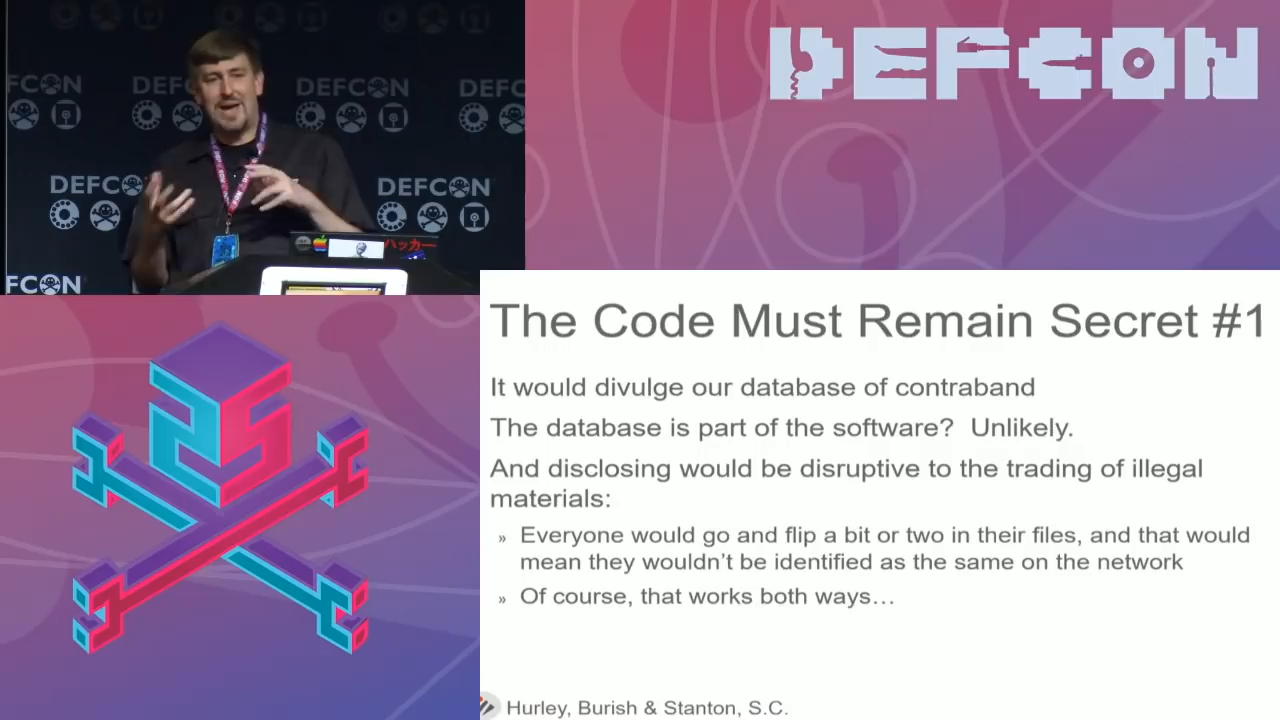 FCON DEFCON DEFCON DEF
DEFCON DEFCON
FCON
ハッカー
DEFCON
The Code Must Remain Secret #1
It would divulge our database of contraband
The database is part of the software? Unlikely.
And disclosing would be disruptive to the trading of illegal
materials:
» Everyone would go and flip a bit or two in their files, and that would
mean they wouldn't be identified as the same on the network
» Of course, that works both ways…
Hurley, Burish & Stanton, S.C.